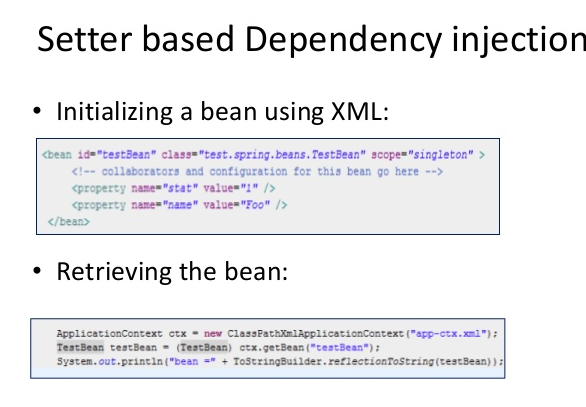 Setter based Dependency injection
• Initializing a bean using XML:
<bean id="testBean" class="test.spring.beans.TestBean" scope="singleton" >
<!-- collaborators and configuration for this bean go here -->
<property name="stat" value="1" />
<property name="name" value="Foo" />
</bean>
• Retrieving the bean:
ApplicationContext ctx = new ClassPathXmlApplicationContext("app-ctx.xml");
TestBean testBean = (TestBean) ctx.getBean("testBean");
System.out.println("bean =" + ToStringBuilder.reflectionToString(testBean));